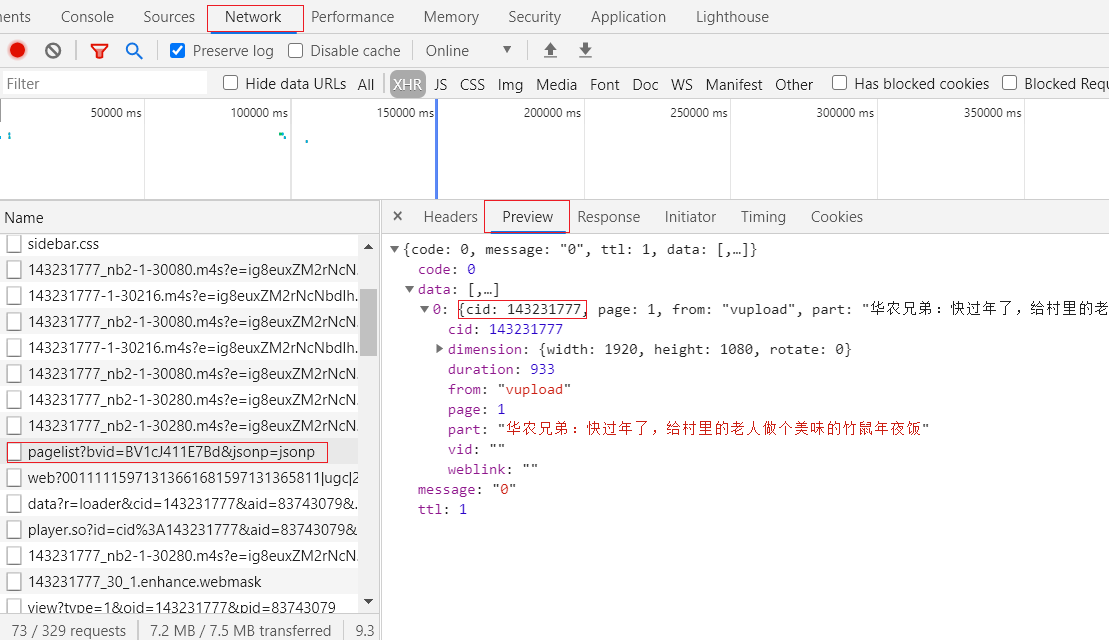 ents Console Sources Network Performance Memory Security Application Lighthouse
Preserve log Disable cache Online
Filter Hide data URLs All XHR JS CSS Img Media Font Doc WS Manifest Other Has blocked cookies Blocked Requ
50000 ms 100000 ms 150000 ms 200000 ms 250000 ms 300000 ms 350000 ms
Name
sidebar.css
143231777_nb2-1-30080.m4s?e=ig8euxZM2rNcN
143231777-1-30216.m4s?e=ig8euxZM2rNcNbdlh.
143231777_nb2-1-30080.m4s?e=ig8euxZM2rNcN
143231777-1-30216.m4s?e=ig8euxZM2rNcNbdlh.
143231777_nb2-1-30080.m4s?e=ig8euxZM2rNcN
143231777_nb2-1-30280.m4s?e=ig8euxZM2rNcN
143231777_nb2-1-30280.m4s?e=ig8euxZM2rNcN
pagelist?bvid=BV1cJ411E7Bd&jsonp=jsonp
web?0011111597131366168159713136581‌1|ugc|2
data?r=loader&cid=143231777&aid=83743079&.
player.so?id=cid%3A143231777&aid=83743079&
143231777_nb2-1-30280.m4s?e=ig8euxZM2rNcN
143231777_30_1.enhance.webmask
view?type=1&oid=143231777&pid=83743079
73 / 329 requests 7.2 MB / 7.5 MB transferred 9.3
× Headers Preview Response Initiator Timing Cookies
{code: 0, message: "0", ttl: 1, data: [,…]}
code: 0
data: [,…]
0: {cid: 143231777, page: 1, from: "vupload", part: "华农兄弟：快过年了，给村里的老
cid: 143231777
dimension: {width: 1920, height: 1080, rotate: 0}
duration: 933
from: "vupload"
page: 1
part: "华农兄弟：快过年了，给村里的老人做个美味的竹鼠年夜饭"
vid: ""
weblink: ""
message: "0"
ttl: 1